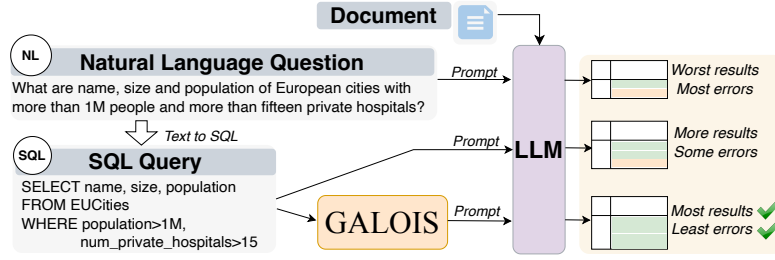 Document
NL
Natural Language Question
What are name, size and population of European cities with
more than 1M people and more than fifteen private hospitals?
Prompt
Worst results
Most errors
Text to SQL
SQL
SQL Query
SELECT name, size, population
FROM EUCities
WHERE population>1M,
num_private_hospitals>15
Prompt
LLM
More results
Some errors
GALOIS
Prompt
Most results
Least errors